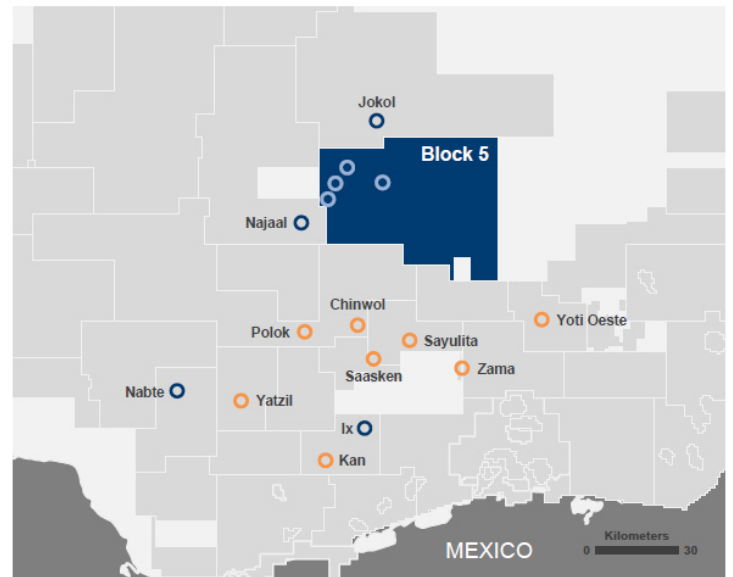 Jokol
Block 5
Najaal
Chinwol
Polok
Yoti Oeste
Sayulita
Saasken
Zama
Nabte
Yatzil
Ix
Kan
Kilometers
0 30
MEXICO